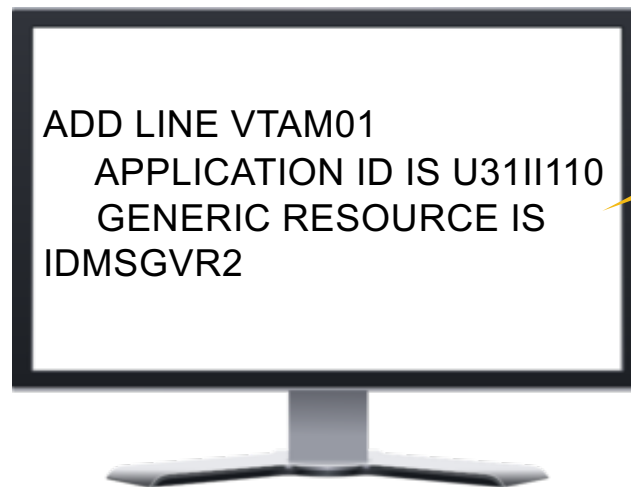 ADD LINE VTAM01
APPLICATION ID IS U31II110
GENERIC RESOURCE IS
IDMSGVR2